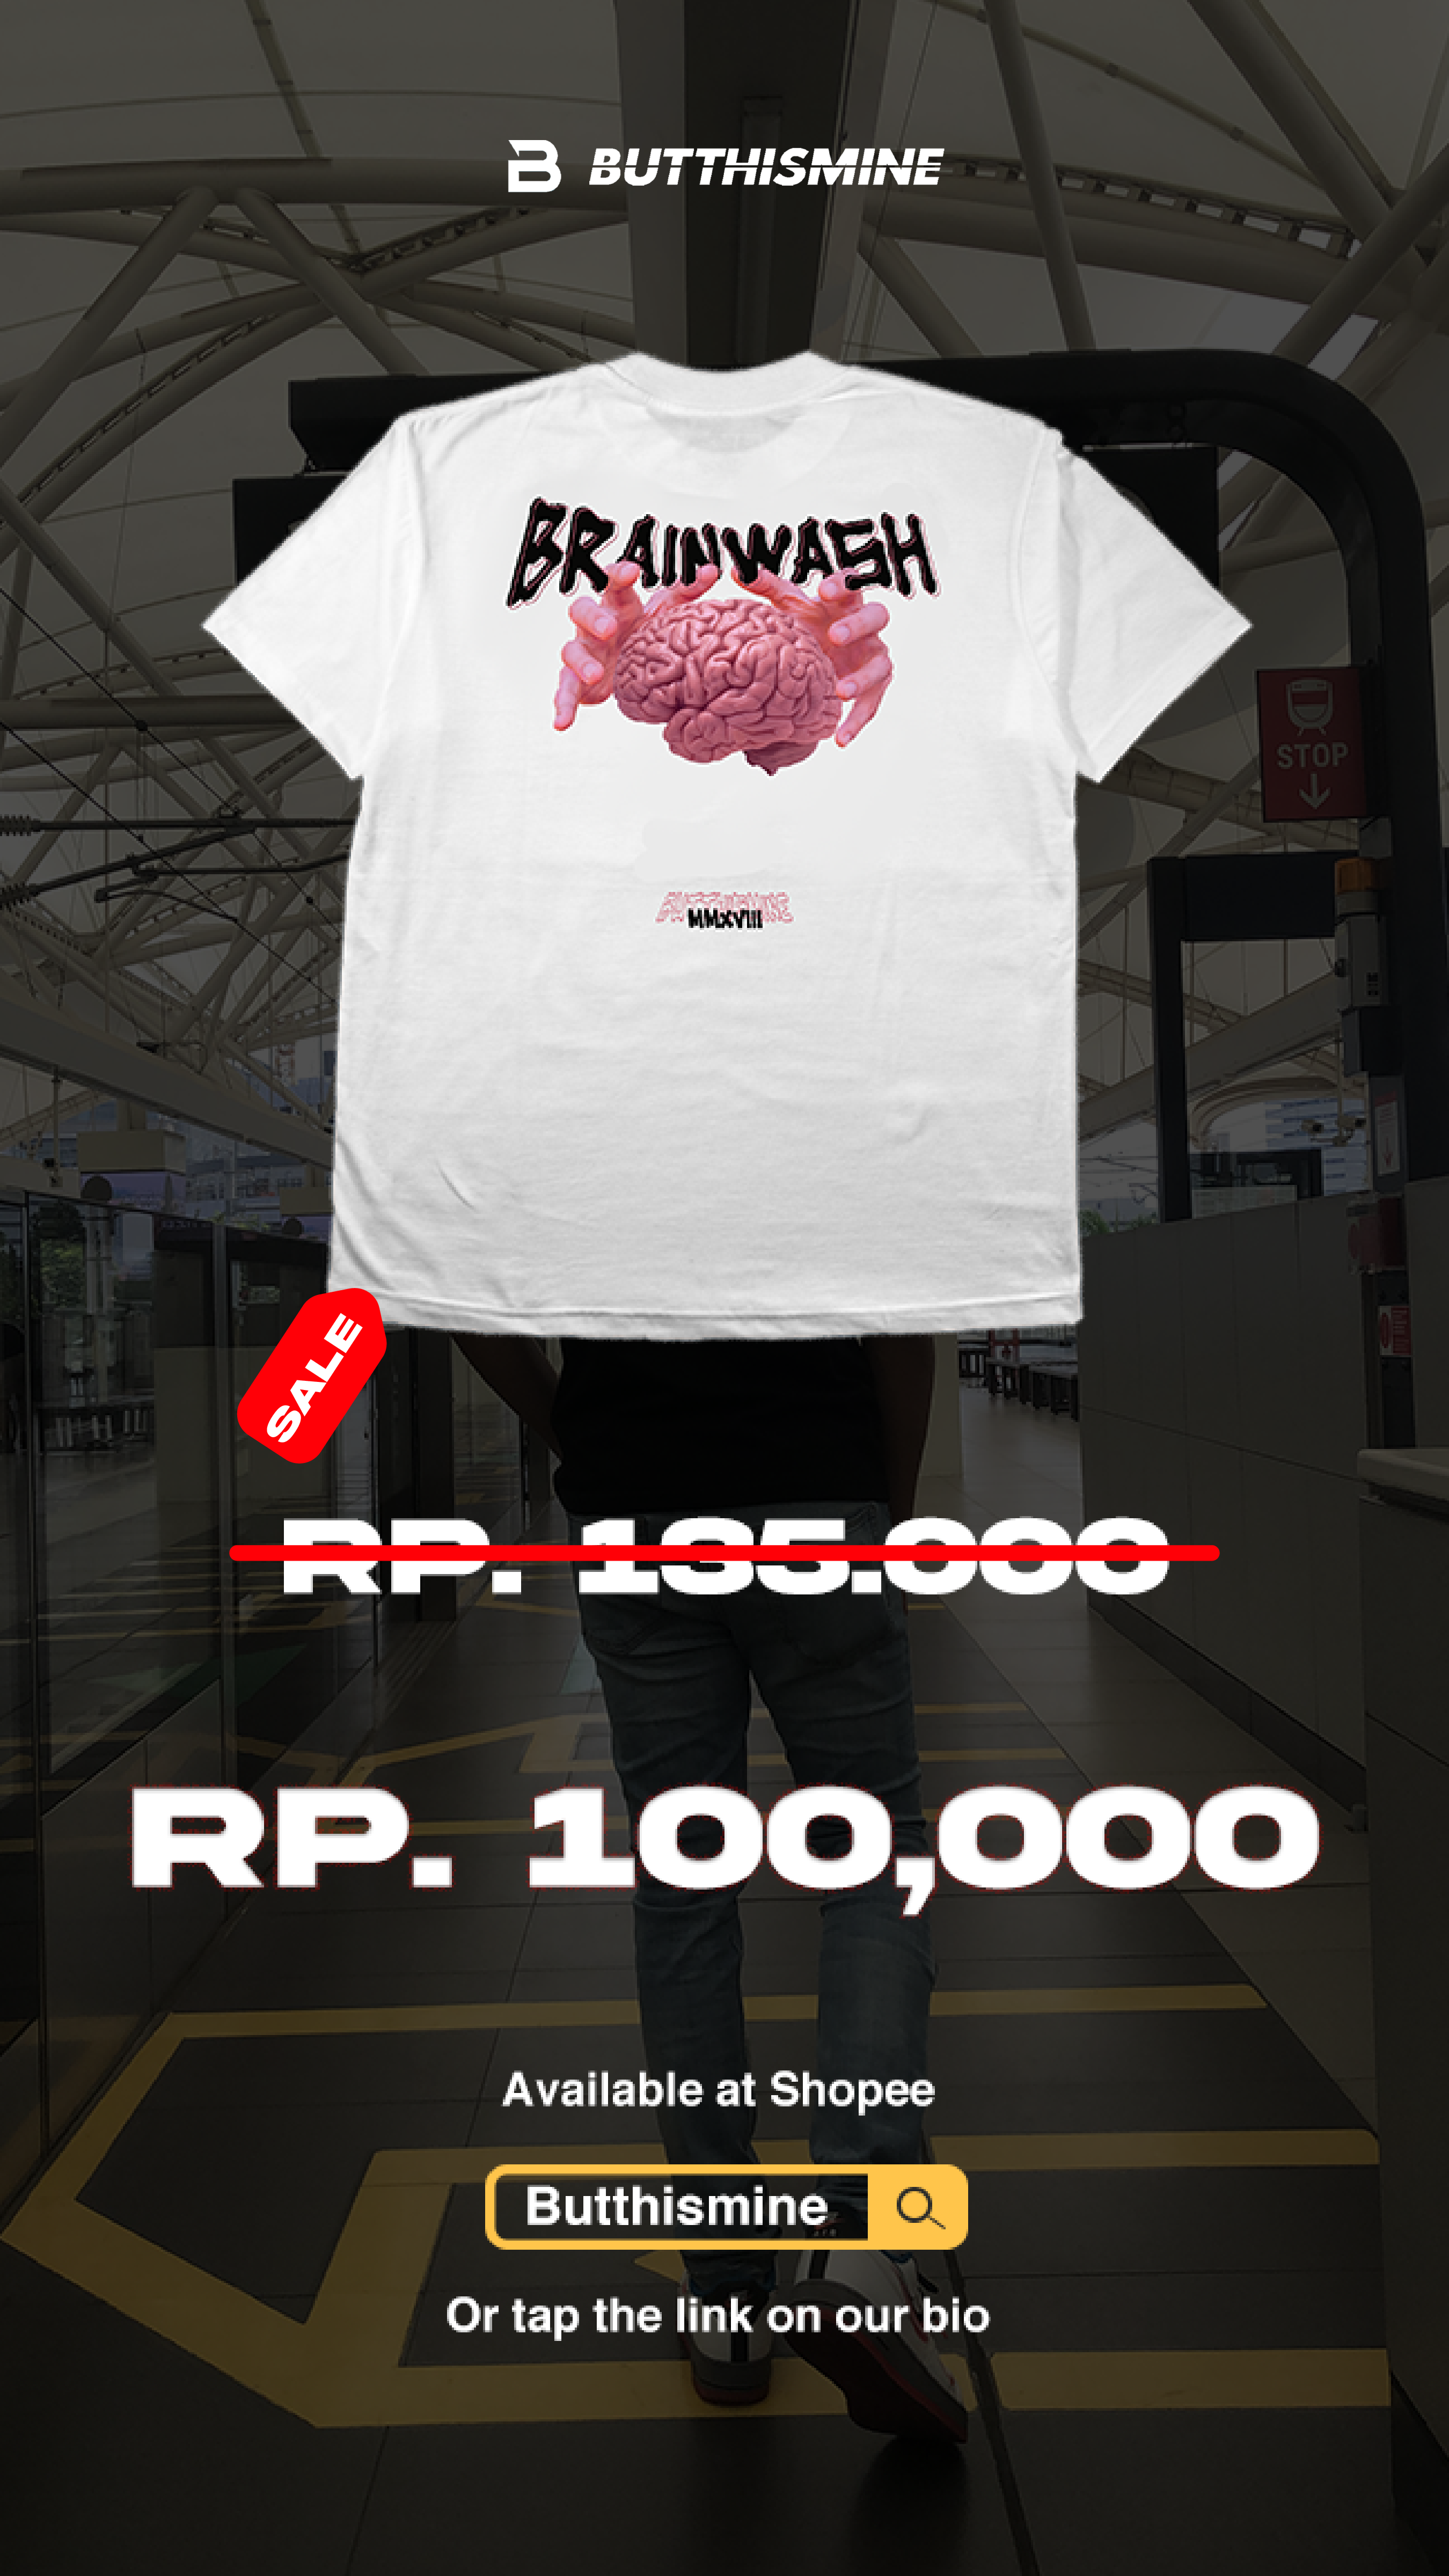 B BUTTHISMINE
BRAINWASH
BUTTHISMINE
MMXVIII
STOP
SALE
RP. 135.000
RP. 100,000
Available at Shopee
Butthismine
Or tap the link on our bio